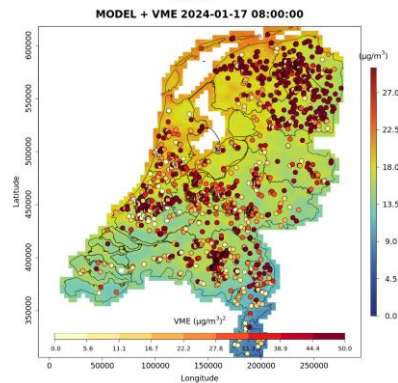 MODEL + VME 2024-01-17 08:00:00
(μg/m³)
600000
550000
500000
450000
400000
350000
Latitude
27.0
22.5
18.0
13.5
9.0
4.5
0.0
VME (μg/m³)²
0.0 5.6 11.1 16.7 22.2 27.8 38.9 44.4 50.0
0 50000 100000 150000 200000 250000
Longitude